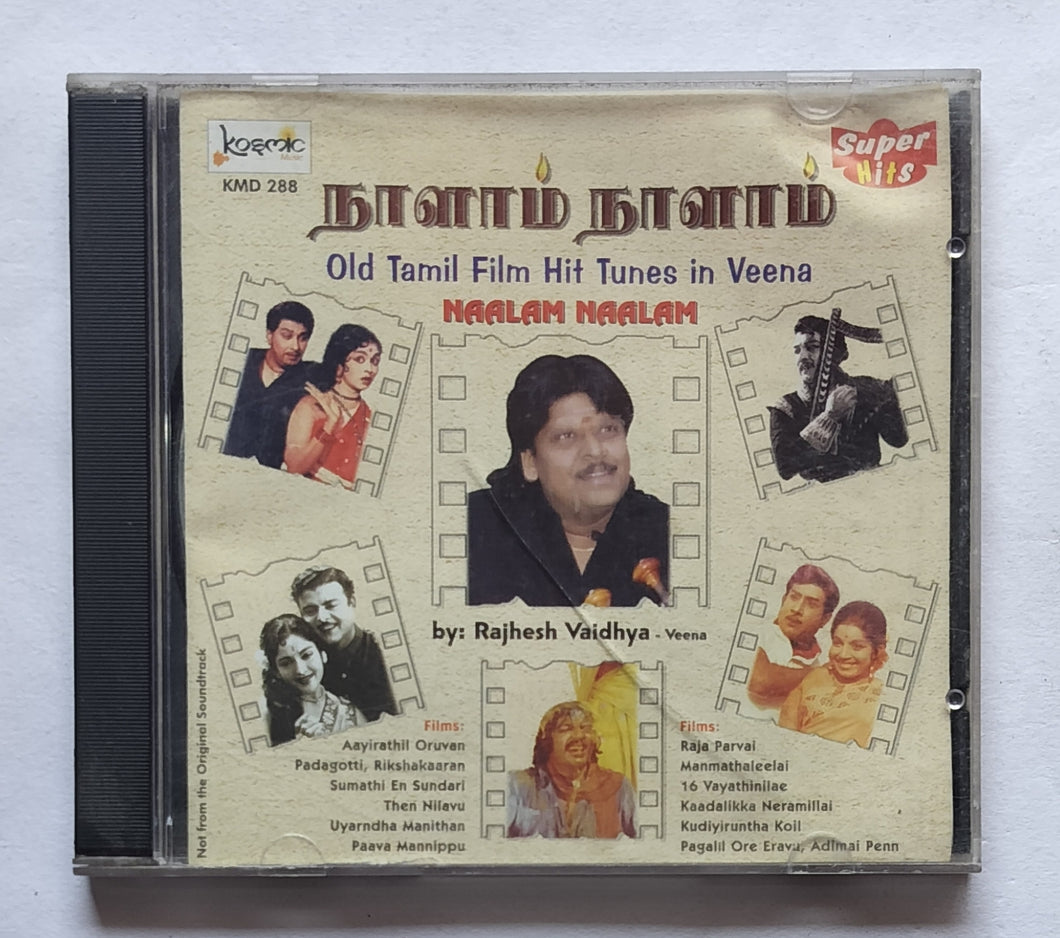 Kosmic
Music
KMD 288
Super
Hits
நாளாம் நாளாம்
Old Tamil Film Hit Tunes in Veena
NAALAM NAALAM
by: Rajhesh Vaidhya - Veena
Films:
Aayirathil Oruvan
Padagotti, Rikshakaaran
Sumathi En Sundari
Then Nilavu
Uyarndha Manithan
Paava Mannippu
Films:
Raja Parvai
Manmathaleelai
16 Vayathinilae
Kaadalikka Neramillai
Kudiyiruntha Koil
Pagalil Ore Eravu, Adimai Penn
Not from the Original Soundtrack